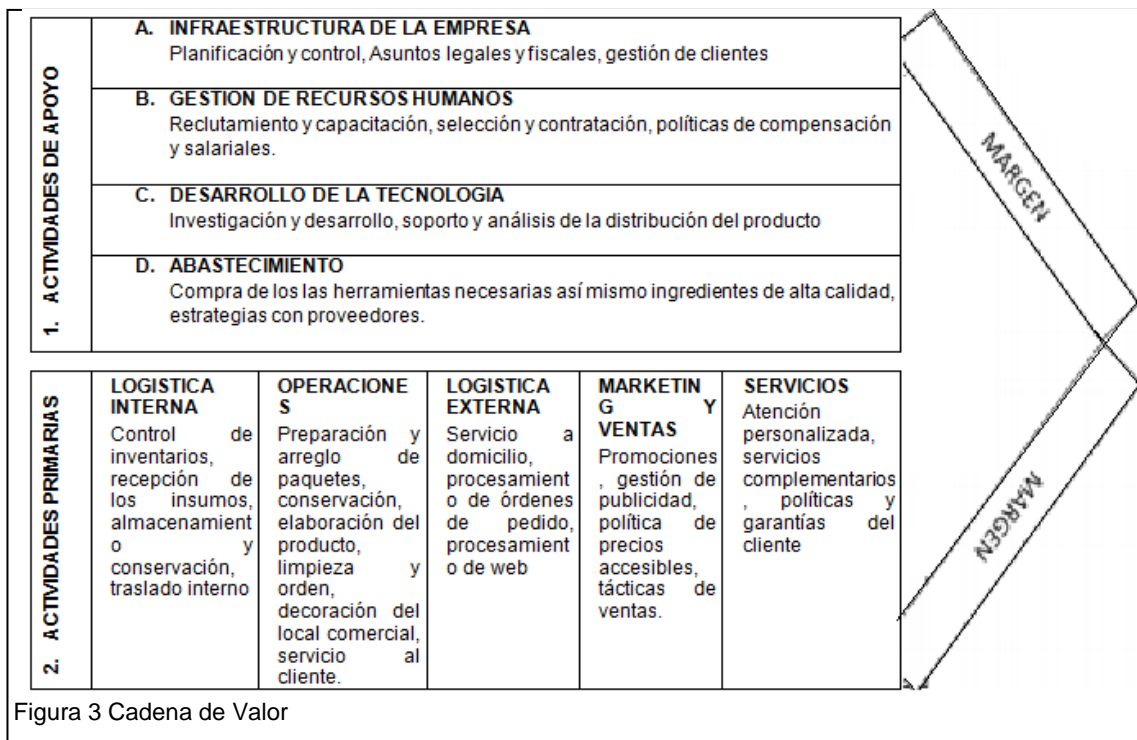 1. ACTIVIDADES DE APOYO
A. INFRAESTRUCTURA DE LA EMPRESA
Planificación y control, Asuntos legales y fiscales, gestión de clientes
B. GESTION DE RECURSOS HUMANOS
Reclutamiento y capacitación, selección y contratación, políticas de compensación
y salariales.
C. DESARROLLO DE LA TECNOLOGIA
Investigación y desarrollo, soporto y análisis de la distribución del producto
D. ABASTECIMIENTO
Compra de los las herramientas necesarias así mismo ingredientes de alta calidad,
estrategias con proveedores.
MARGEN
2. ACTIVIDADES PRIMARIAS
LOGISTICA
INTERNA
Control de
inventarios,
recepción de
los insumos,
almacenamient
o y
conservación,
traslado interno
OPERACIONE
S
Preparación y
arreglo de
paquetes,
conservación,
elaboración del
producto,
limpieza y
orden,
decoración del
local comercial,
servicio al
cliente.
LOGISTICA
EXTERNA
Servicio a
domicilio,
procesamient
o de órdenes
de pedido,
procesamient
o de web
MARKETIN
G Y
VENTAS
Promociones
, gestión de
publicidad,
política de
precios
accesibles,
tácticas de
ventas.
SERVICIOS
Atención
personalizada,
servicios
complementarios
, políticas y
garantías del
cliente
MARGEN
Figura 3 Cadena de Valor